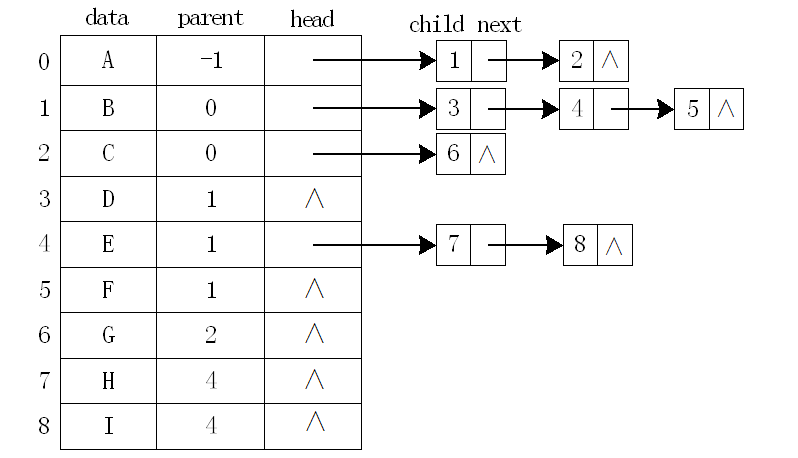 data parent head child next
0 A -1 1 2 ∧
1 B 0 3 4 5 ∧
2 C 0 6 ∧
3 D 1 ∧
4 E 1 7 8 ∧
5 F 1 ∧
6 G 2 ∧
7 H 4 ∧
8 I 4 ∧